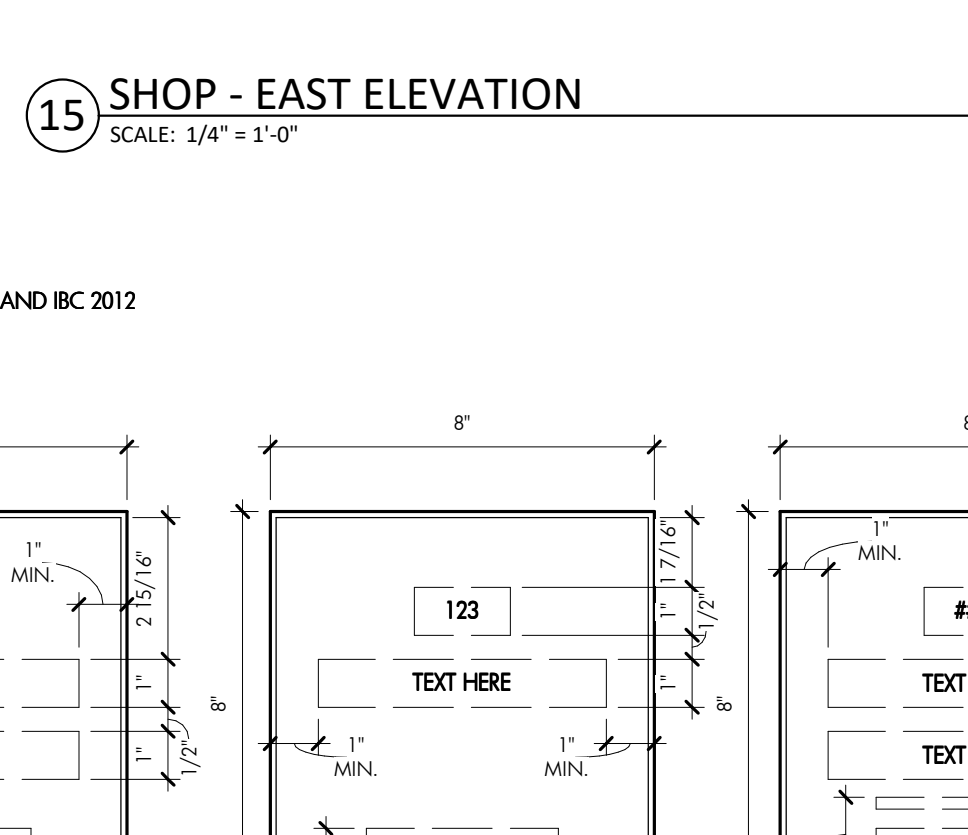 15
SHOP - EAST ELEVATION
SCALE: 1/4" = 1'-0"
AND IBC 2012
8"
1"
MIN.
2 15/16"
1"
1"
1/2"
8"
123
TEXT HERE
1"
MIN.
1"
MIN.
1 7/16"
1"
1/2"
1"
8"
1"
MIN.
TEXT
TEXT